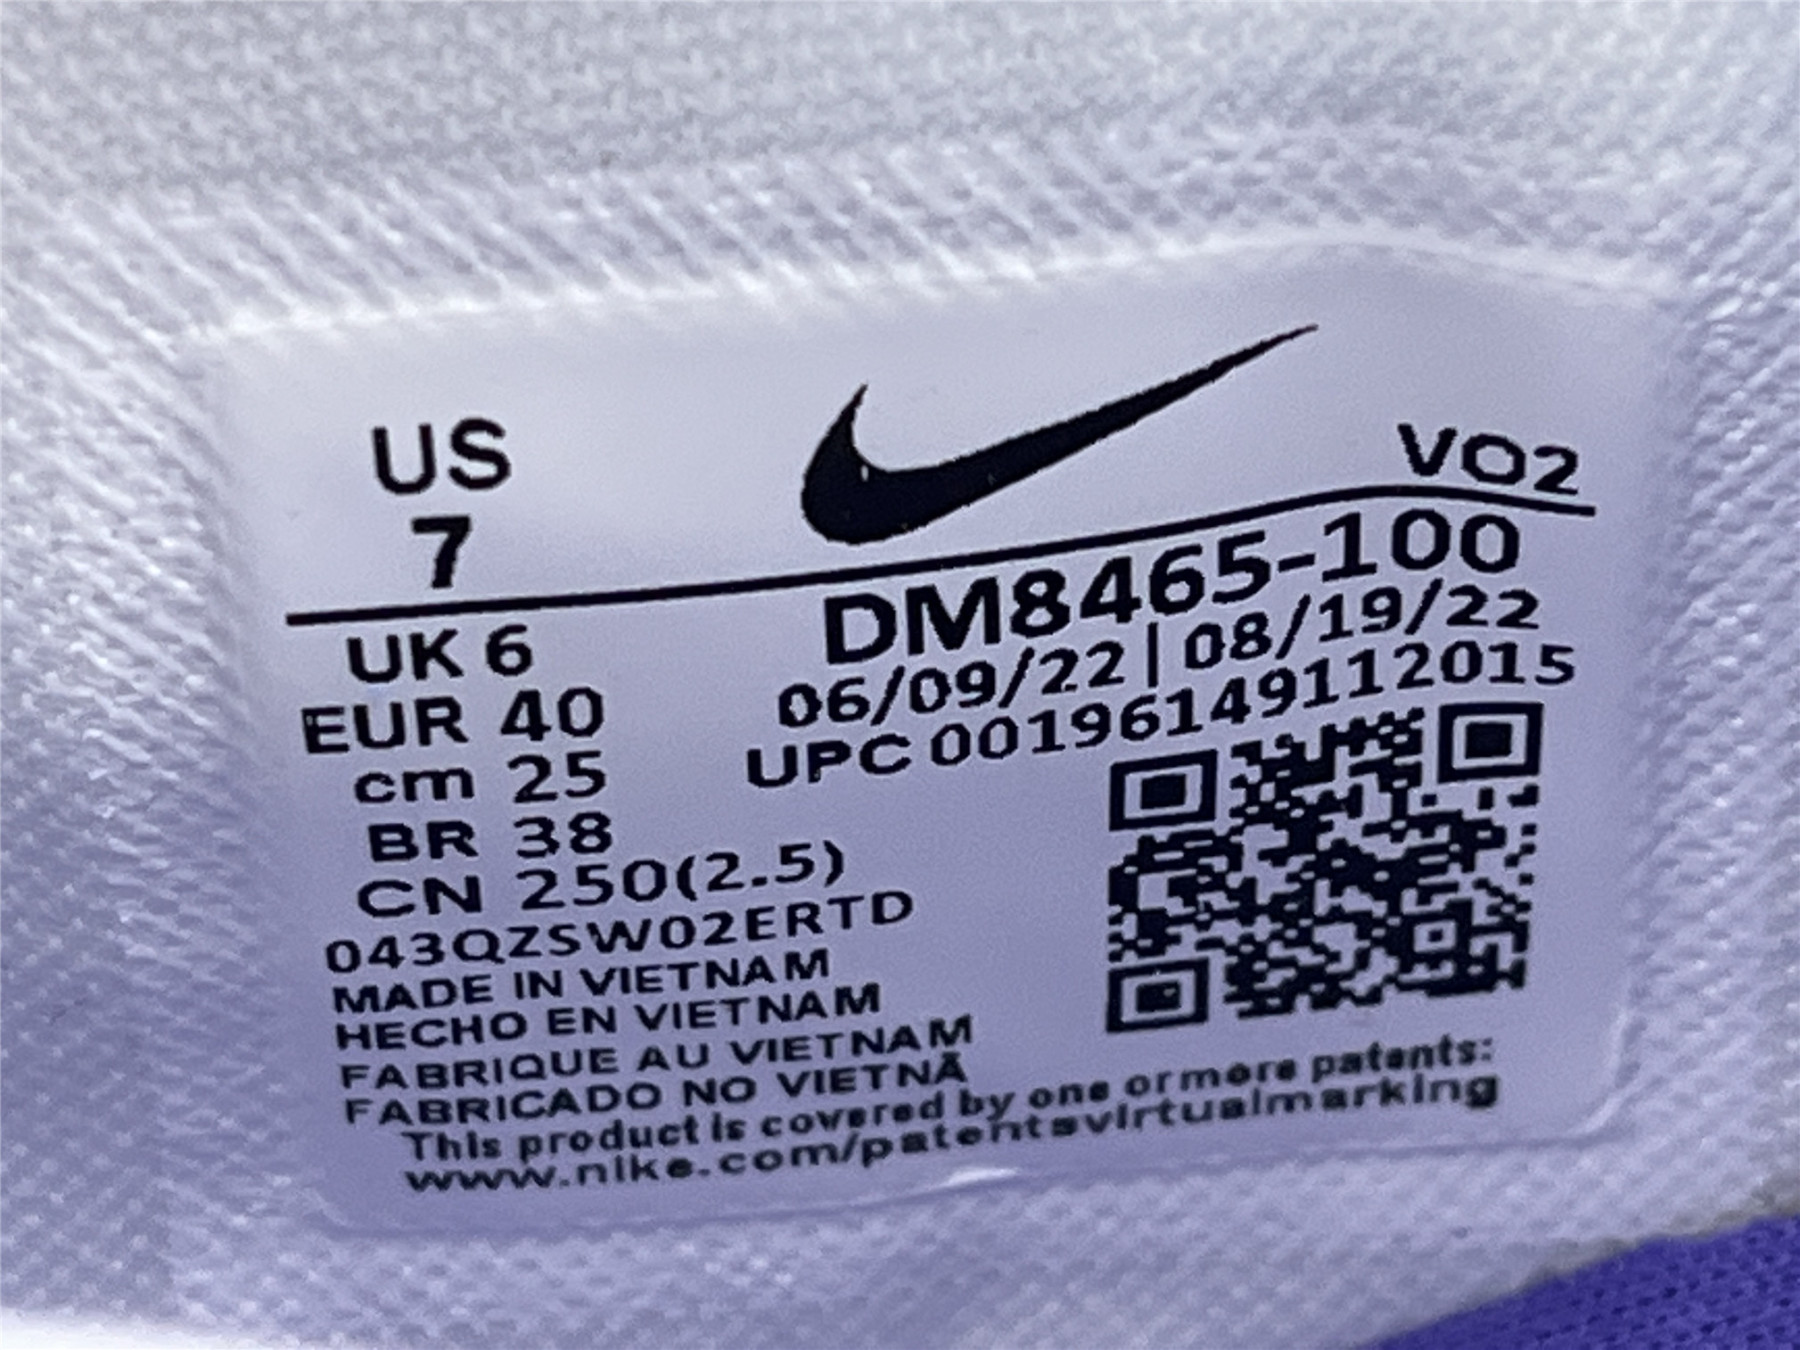 US
7
VO2
DM8465-100
06/09/22 | 08/19/22
UPC 00196149112015
UK 6
EUR 40
cm 25
BR 38
CN 250(2.5)
043QZSW02ERTD
MADE IN VIETNAM
HECHO EN VIETNAM
FABRIQUE AU VIETNAM
FABRICADO NO VIETNÃ
This product is covered by one or more patents:
www.nike.com/patentsvirtualmarking